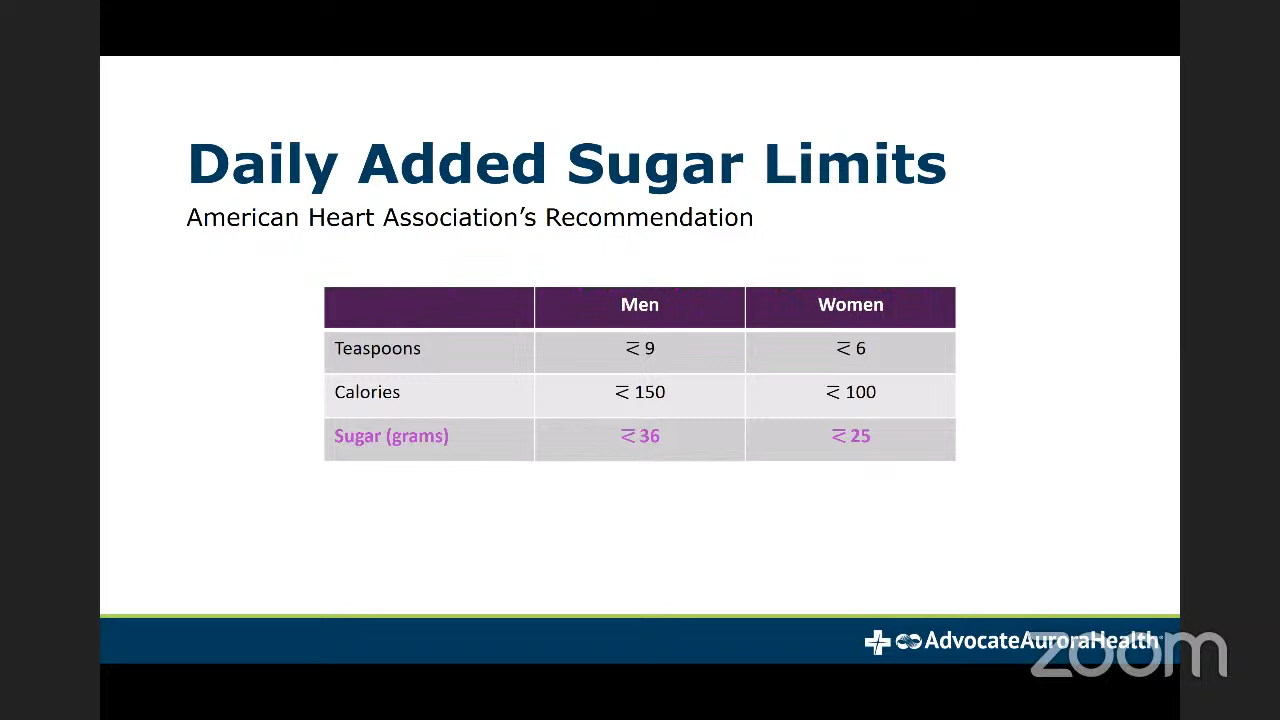 Daily Added Sugar Limits
American Heart Association’s Recommendation
Men Women
Teaspoons ⋜ 9 ⋜ 6
Calories ⋜ 150 ⋜ 100
Sugar (grams) ⋜ 36 ⋜ 25
AdvocateAuroraHealth®
zoom